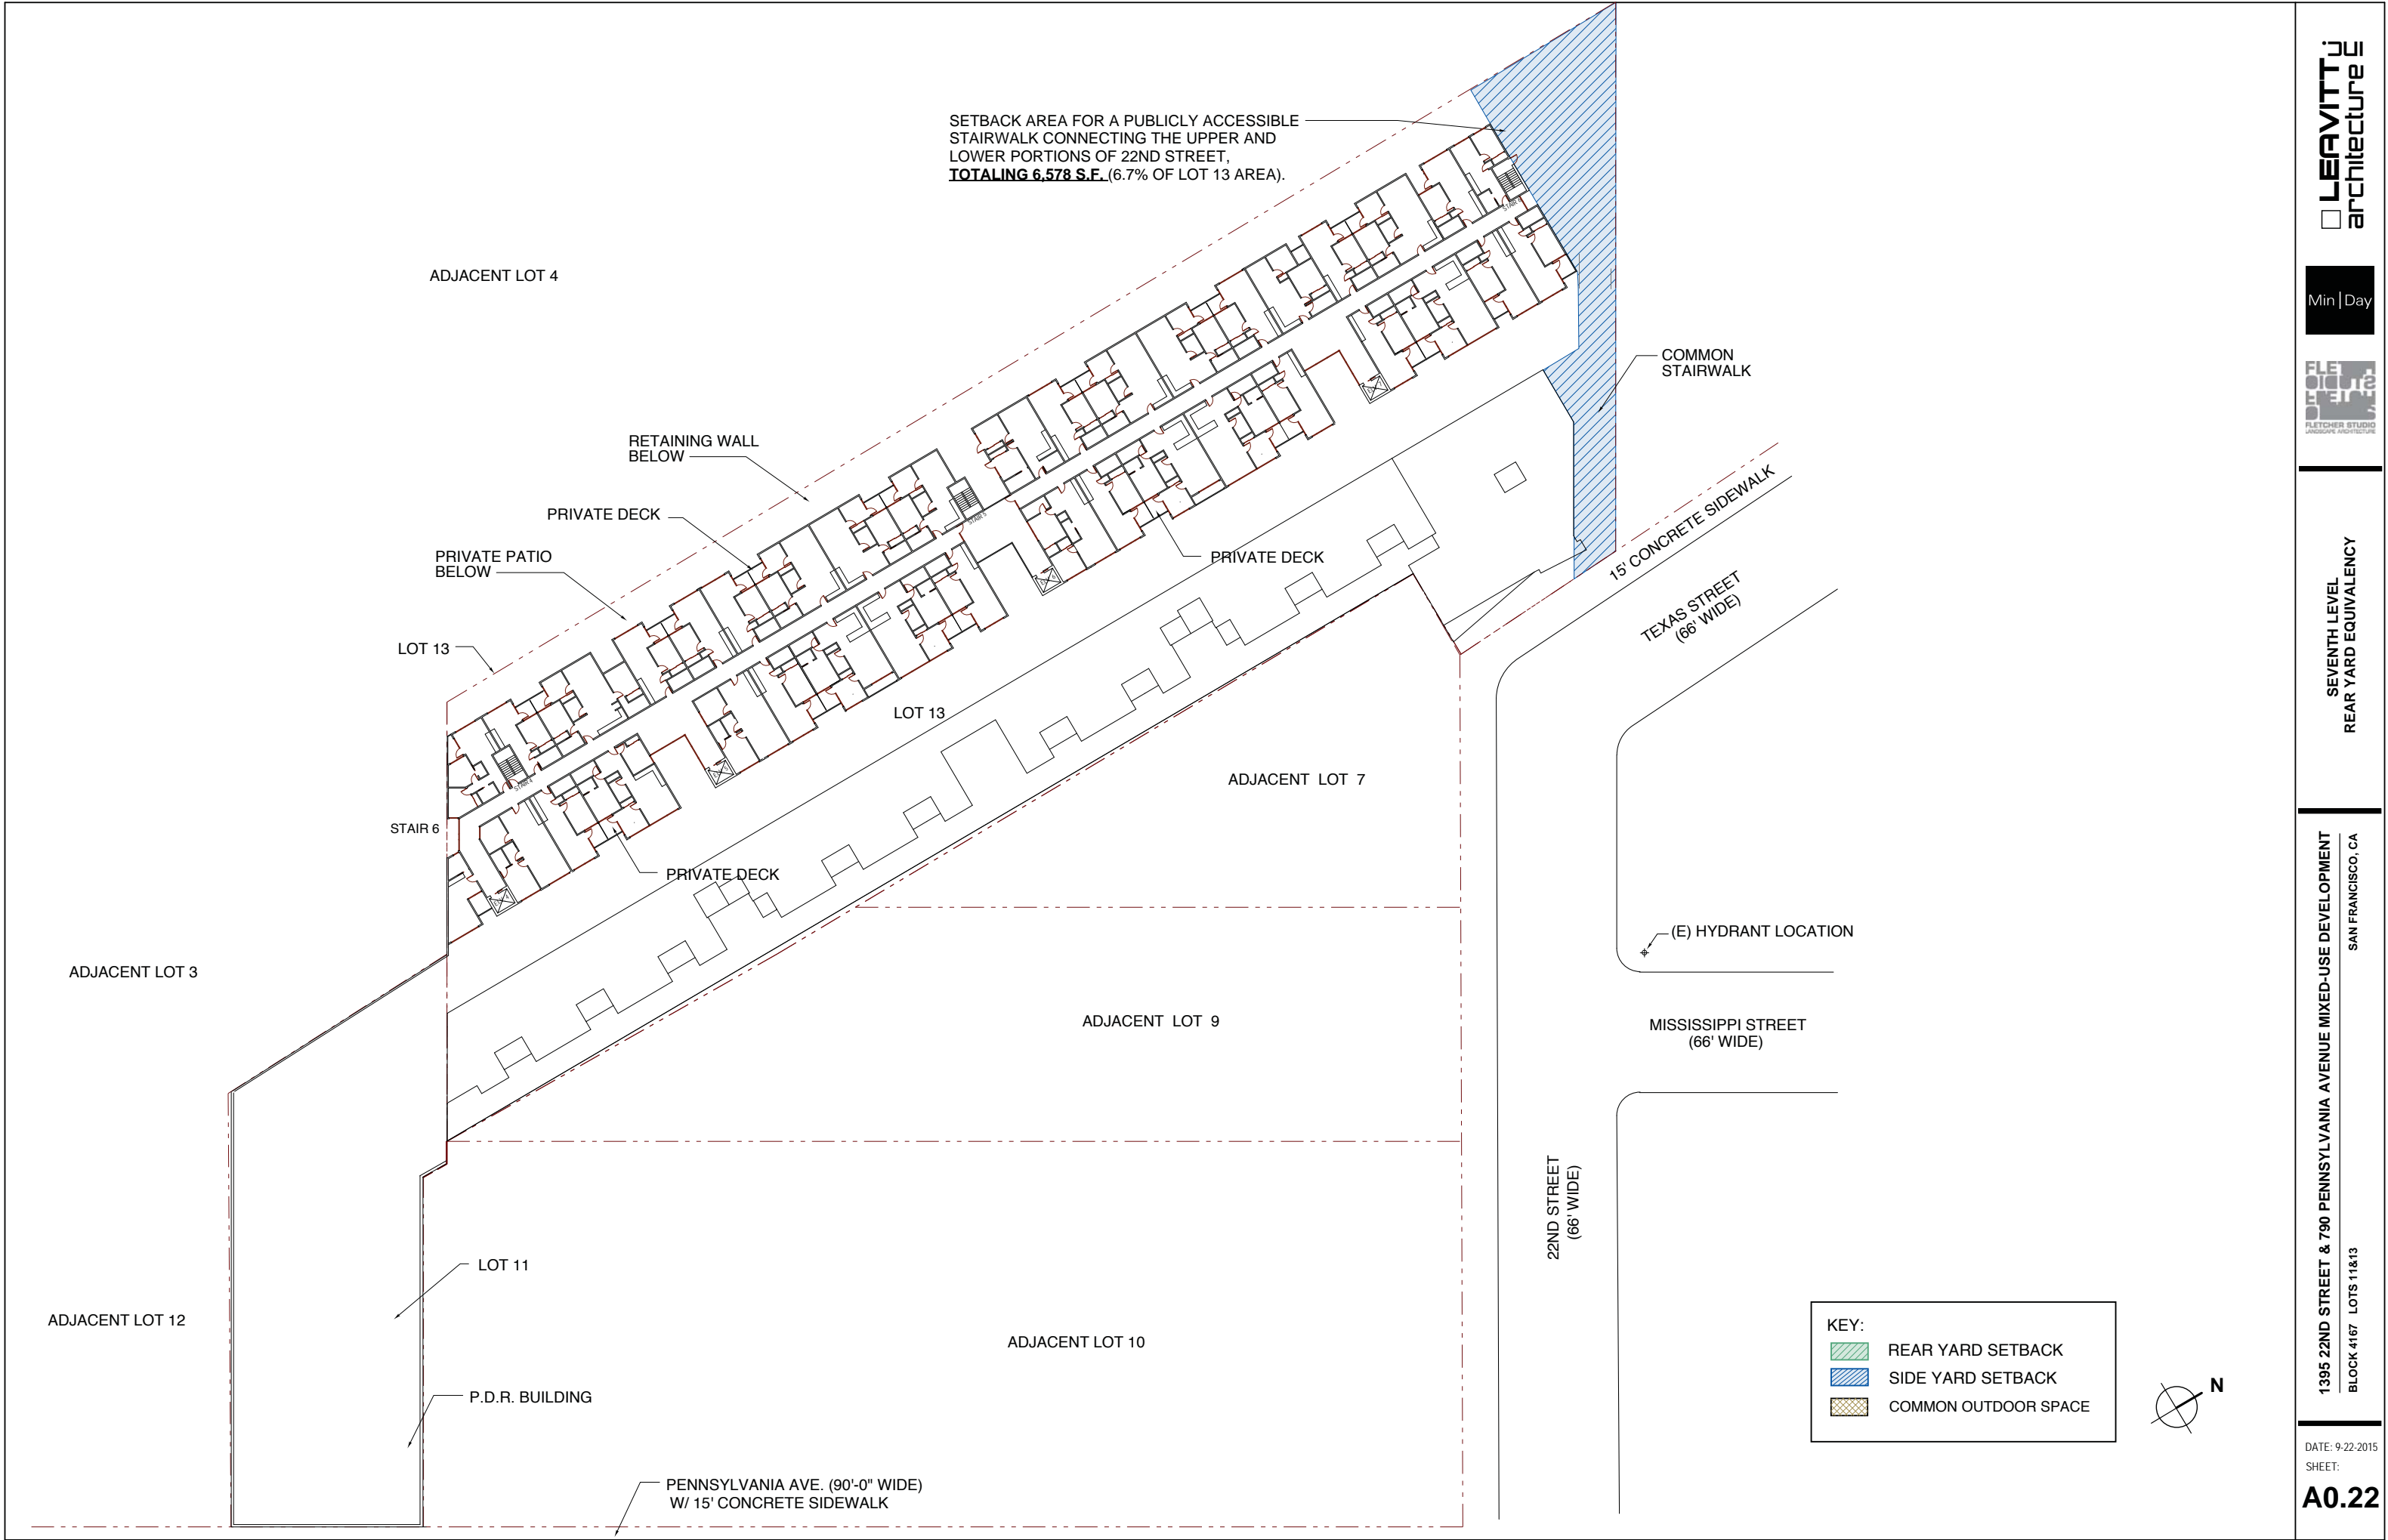 SETBACK AREA FOR A PUBLICLY ACCESSIBLE
STAIRWALK CONNECTING THE UPPER AND
LOWER PORTIONS OF 22ND STREET,
TOTALING 6,578 S.F. (6.7% OF LOT 13 AREA).
ADJACENT LOT 4
COMMON
STAIRWALK
RETAINING WALL
BELOW
PRIVATE DECK
PRIVATE PATIO
BELOW
LOT 13
PRIVATE DECK
15' CONCRETE SIDEWALK
TEXAS STREET
(66' WIDE)
STAIR 5
LOT 13
ADJACENT LOT 7
STAIR 6
PRIVATE DECK
(E) HYDRANT LOCATION
ADJACENT LOT 3
ADJACENT LOT 9
MISSISSIPPI STREET
(66' WIDE)
22ND STREET
(66' WIDE)
LOT 11
ADJACENT LOT 12
ADJACENT LOT 10
P.D.R. BUILDING
PENNSYLVANIA AVE. (90'-0" WIDE)
W/ 15' CONCRETE SIDEWALK
KEY:
REAR YARD SETBACK
SIDE YARD SETBACK
COMMON OUTDOOR SPACE
N
LEAVITT
architecture
Min|Day
FLETCHER STUDIO
LANDSCAPE ARCHITECTURE
SEVENTH LEVEL
REAR YARD EQUIVALENCY
1395 22ND STREET & 790 PENNSYLVANIA AVENUE MIXED-USE DEVELOPMENT
BLOCK 4167 LOTS 11&13
SAN FRANCISCO, CA
DATE: 9-22-2015
SHEET:
A0.22